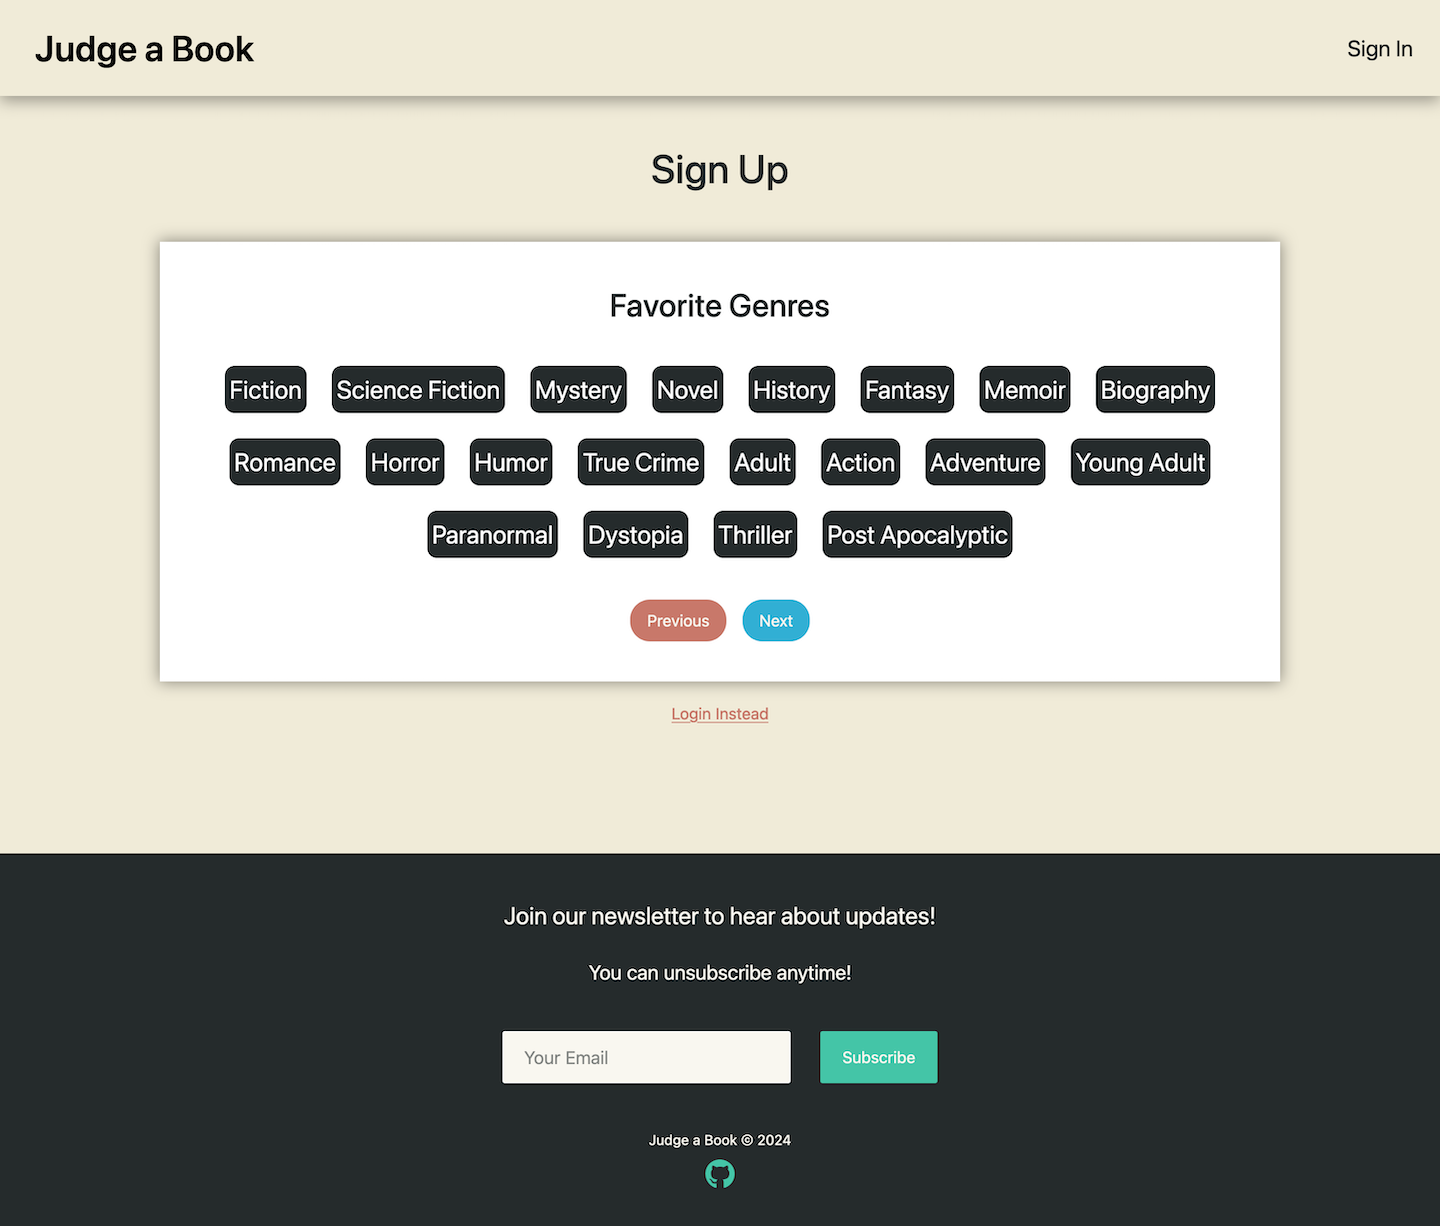 Judge a Book
Sign In
Sign Up
Favorite Genres
Fiction Science Fiction Mystery Novel History Fantasy Memoir Biography
Romance Horror Humor True Crime Adult Action Adventure Young Adult
Paranormal Dystopia Thriller Post Apocalyptic
Previous Next
Login Instead
Join our newsletter to hear about updates!
You can unsubscribe anytime!
Your Email Subscribe
Judge a Book © 2024